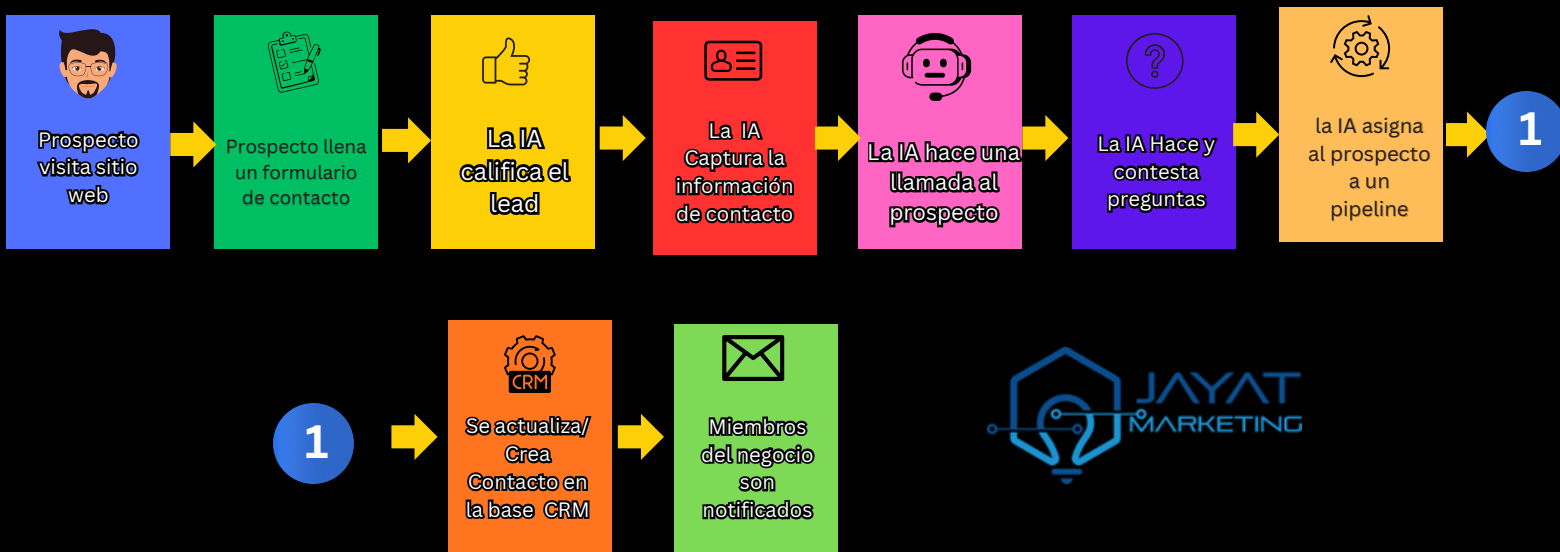 Prospecto
visita sitio
web
Prospecto llena
un formulario
de contacto
La IA
califica el
lead
La IA
Captura la
información
de contacto
La IA hace una
llamada al
prospecto
?
La IA Hace y
contesta
preguntas
la IA asigna
al prospecto
a un
pipeline
1
1
CRM
Se actualiza/
Crea
Contacto en
la base CRM
Miembros
del negocio
son
notificados
JAYAT
MARKETING